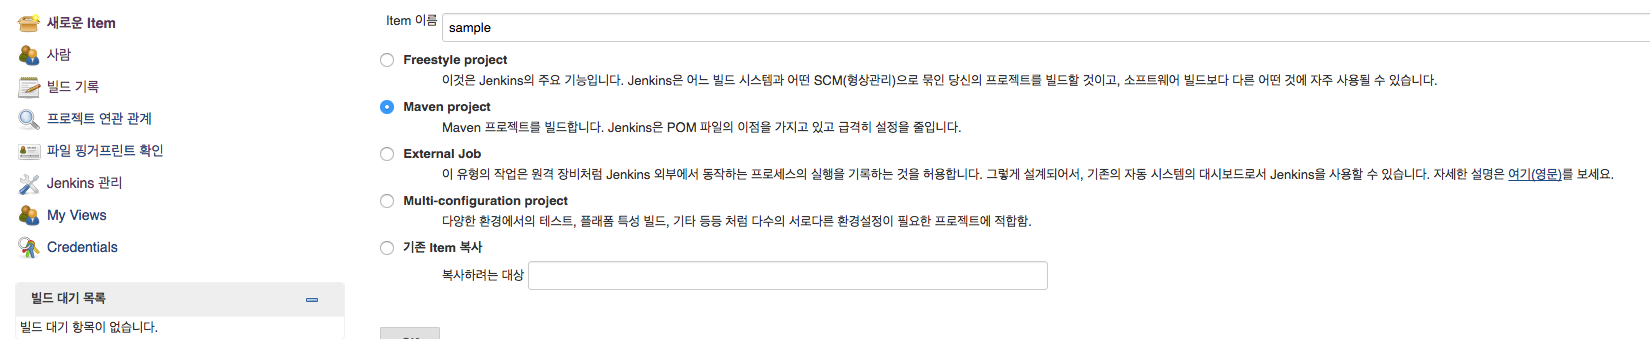 새로운 Item
사람
빌드 기록
프로젝트 연관 관계
파일 핑거프린트 확인
Jenkins 관리
My Views
Credentials
빌드 대기 목록
빌드 대기 항목이 없습니다.
Item 이름
sample
Freestyle project
이것은 Jenkins의 주요 기능입니다. Jenkins은 어느 빌드 시스템과 어떤 SCM(형상관리)으로 묶인 당신의 프로젝트를 빌드할 것이고, 소프트웨어 빌드보다 다른 어떤 것에 자주 사용될 수 있습니다.
Maven project
Maven 프로젝트를 빌드합니다. Jenkins은 POM 파일의 이점을 가지고 있고 급격히 설정을 줄입니다.
External Job
이 유형의 작업은 원격 장비처럼 Jenkins 외부에서 동작하는 프로세스의 실행을 기록하는 것을 허용합니다. 그렇게 설계되어서, 기존의 자동 시스템의 대시보드로서 Jenkins을 사용할 수 있습니다. 자세한 설명은 여기(영문)를 보세요.
Multi-configuration project
다양한 환경에서의 테스트, 플래폼 특성 빌드, 기타 등등 처럼 다수의 서로다른 환경설정이 필요한 프로젝트에 적합함.
기존 Item 복사
복사하려는 대상